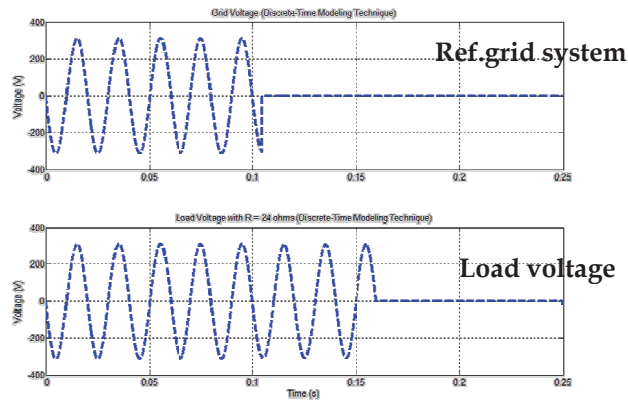 Grid Voltage (Discrete-Time Modeling Technique)
Ref.grid system
Voltage (V)
400
200
0
-200
-400
0 0.05 0.1 0.15 0.2 0.25
Load Voltage with R = 24 ohms (Discrete-Time Modeling Technique)
Load voltage
Voltage (V)
400
200
0
-200
-400
0 0.05 0.1 0.15 0.2 0.25
Time (s)